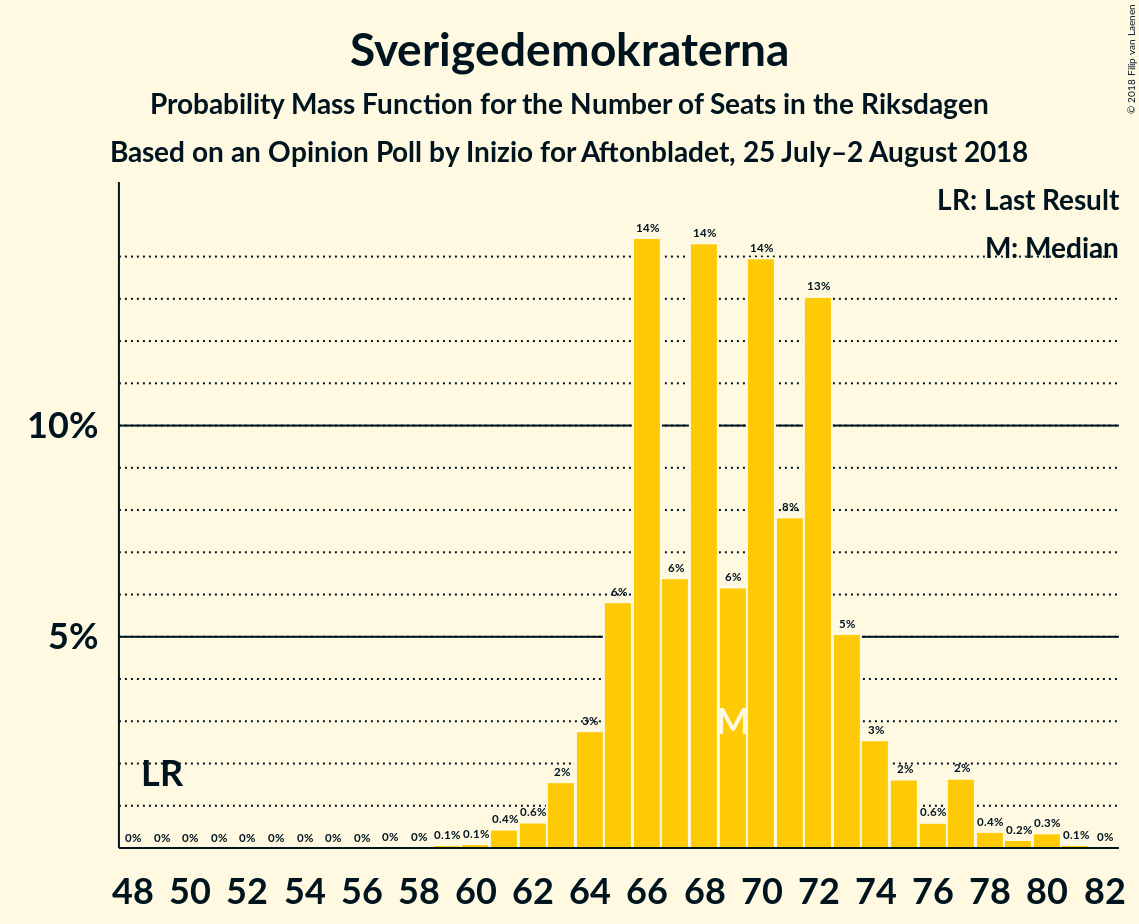 Sverigedemokraterna
Probability Mass Function for the Number of Seats in the Riksdagen
Based on an Opinion Poll by Inizio for Aftonbladet, 25 July–2 August 2018
© 2018 Filip van Laenen
LR: Last Result
M: Median
10%
5%
LR
M
0% 0% 0% 0% 0% 0% 0% 0% 0% 0% 0% 0.1% 0.1% 0.4% 0.6% 2% 3% 6% 14% 6% 14% 6% 14% 8% 13% 5% 3% 2% 0.6% 2% 0.4% 0.2% 0.3% 0.1% 0%
48 50 52 54 56 58 60 62 64 66 68 70 72 74 76 78 80 82